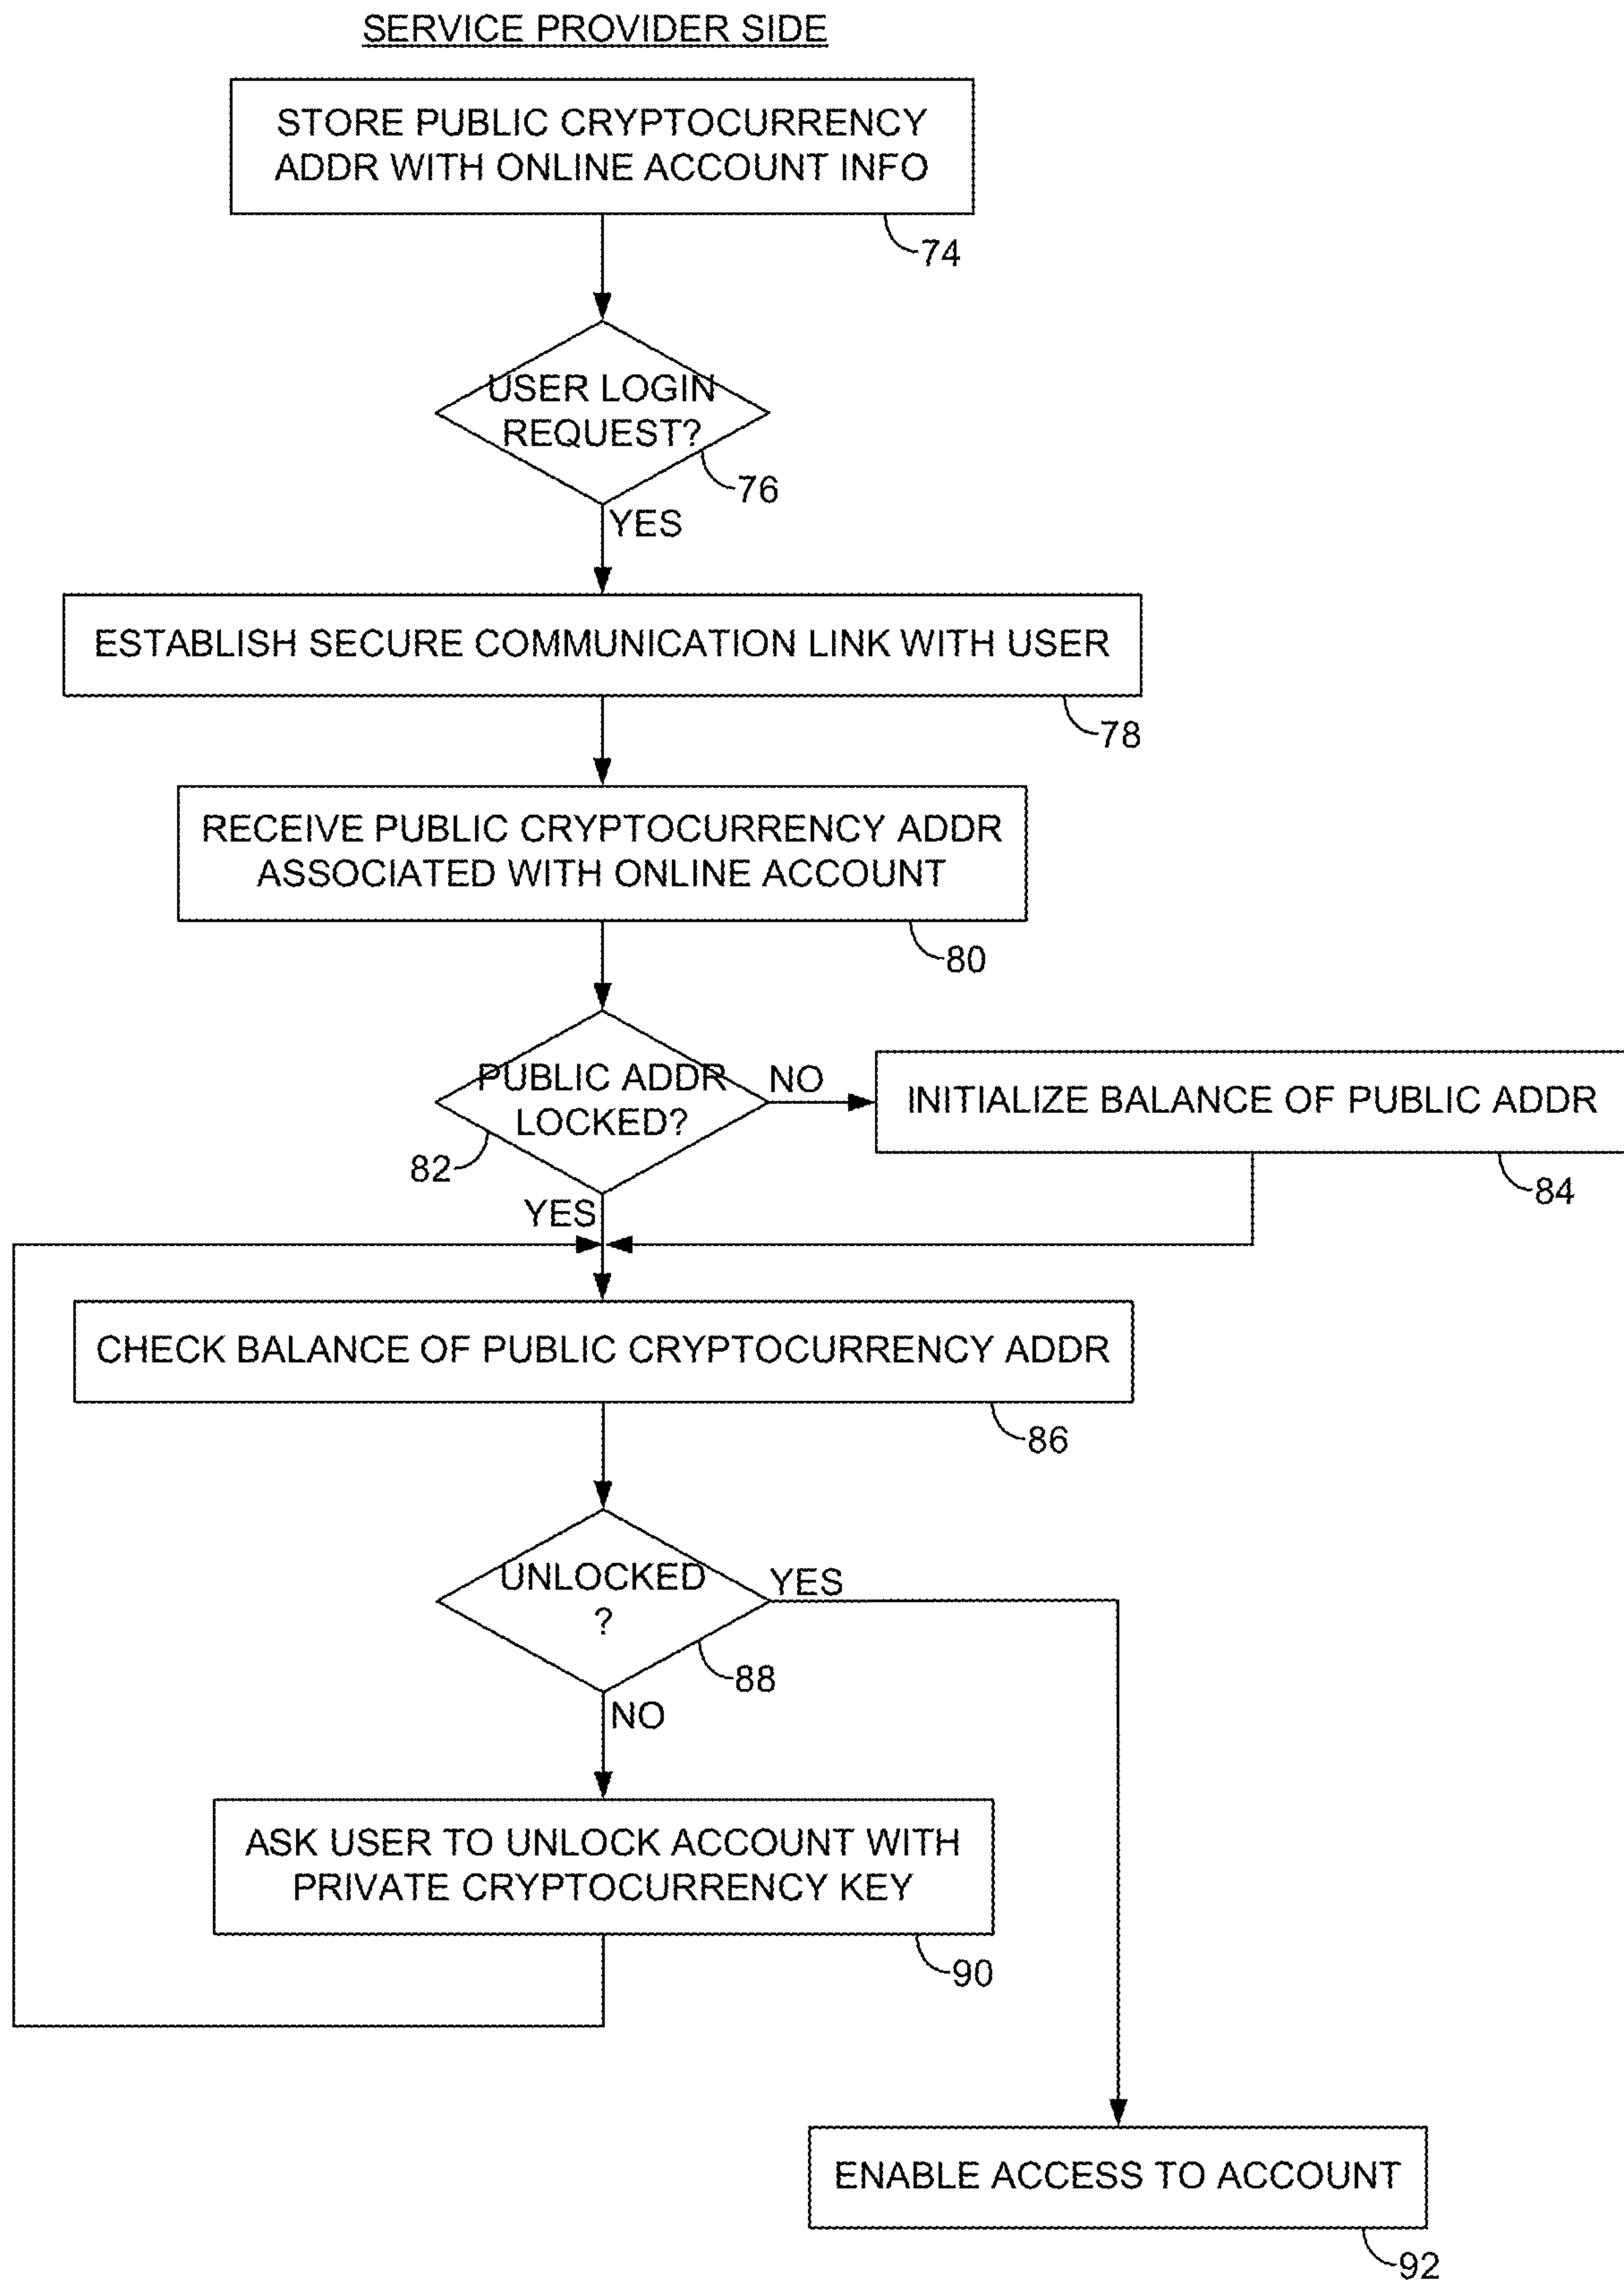 SERVICE PROVIDER SIDE
STORE PUBLIC CRYPTOCURRENCY
ADDR WITH ONLINE ACCOUNT INFO
74
USER LOGIN
REQUEST?
76
YES
ESTABLISH SECURE COMMUNICATION LINK WITH USER
78
RECEIVE PUBLIC CRYPTOCURRENCY ADDR
ASSOCIATED WITH ONLINE ACCOUNT
80
PUBLIC ADDR
LOCKED?
82
NO
INITIALIZE BALANCE OF PUBLIC ADDR
84
YES
CHECK BALANCE OF PUBLIC CRYPTOCURRENCY ADDR
86
UNLOCKED
?
YES
88
NO
ASK USER TO UNLOCK ACCOUNT WITH
PRIVATE CRYPTOCURRENCY KEY
90
ENABLE ACCESS TO ACCOUNT
92